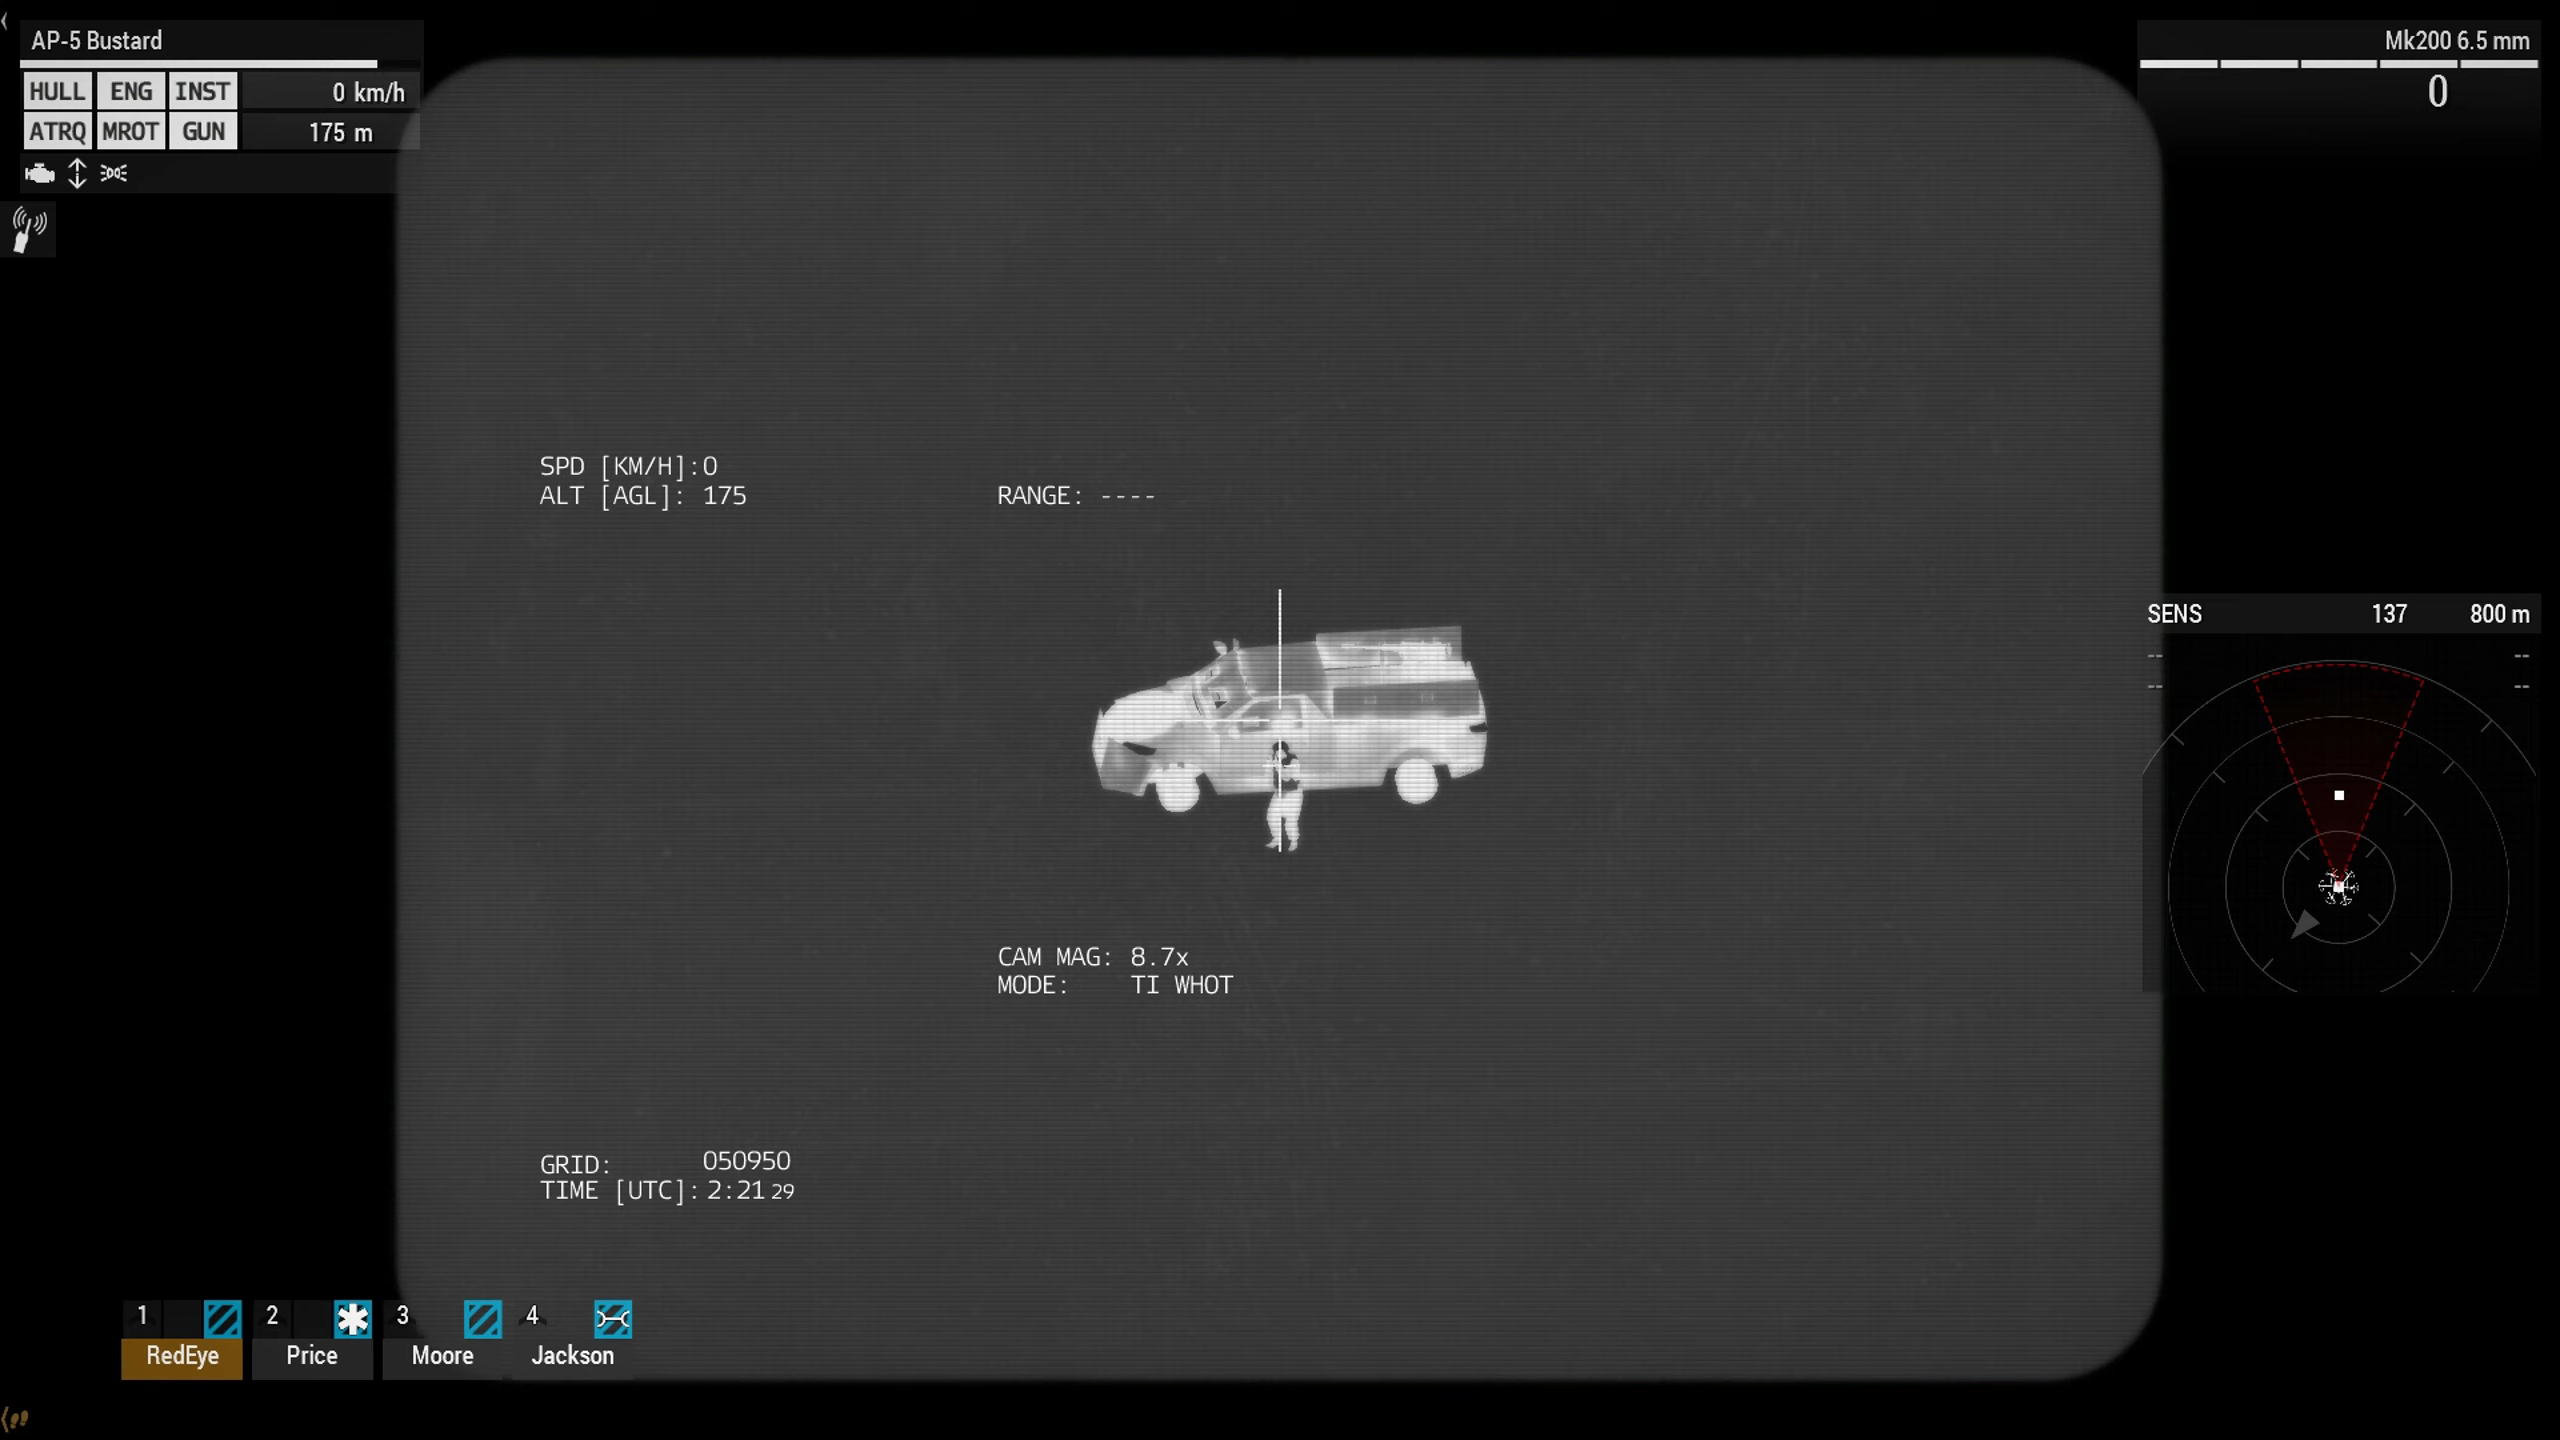 AP-5 Bustard
HULL ENG INST 0 km/h
ATRQ MROT GUN 175 m
Mk200 6.5 mm
0
SPD [KM/H]:0
ALT [AGL]: 175
RANGE: ----
SENS 137 800 m
-- --
-- --
CAM MAG: 8.7x
MODE: TI WHOT
GRID: 050950
TIME [UTC]: 2:21 29
1 2 3 4
RedEye Price Moore Jackson